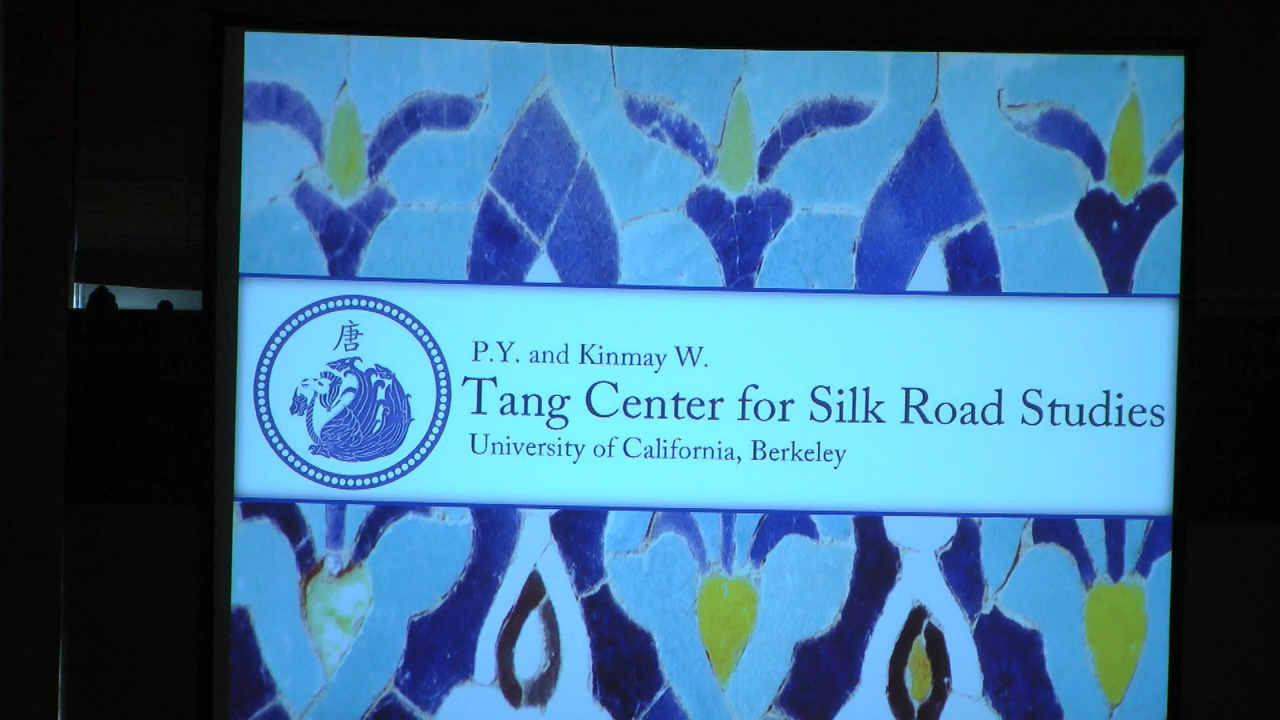 唐
P.Y. and Kinmay W.
Tang Center for Silk Road Studies
University of California, Berkeley